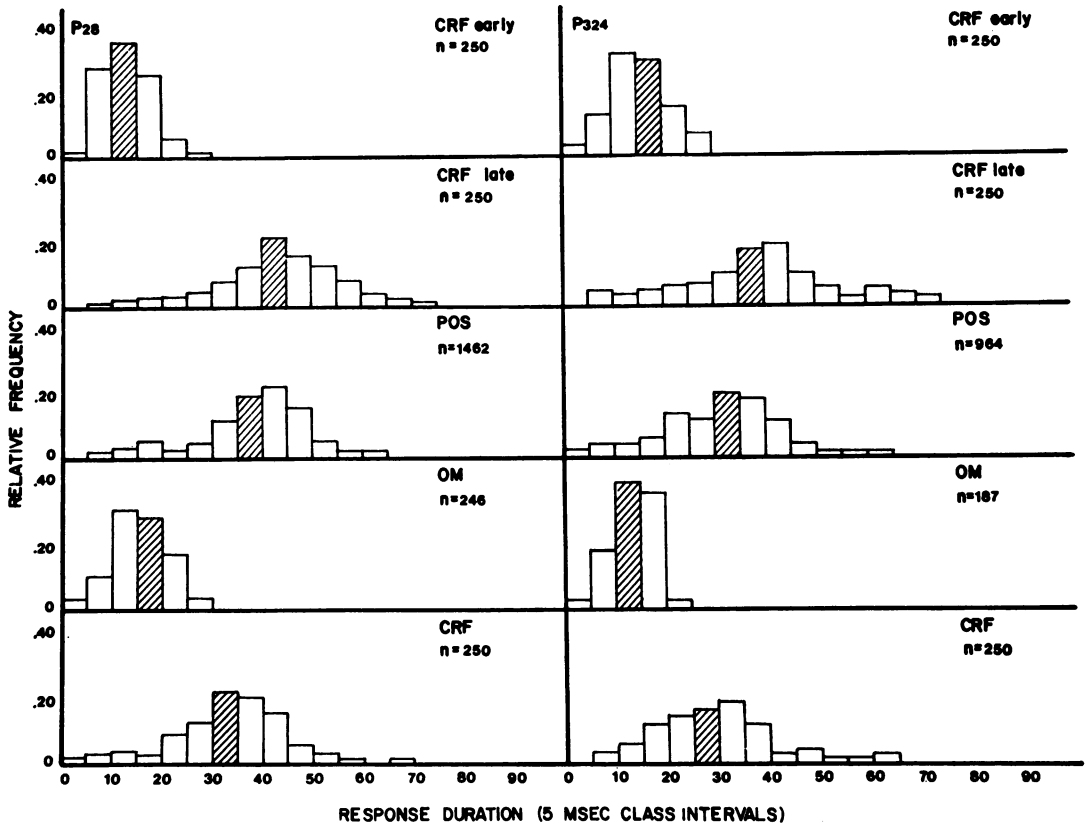 P28
CRF early
n=250
P324
CRF early
n=250
.40
.20
0
CRF late
n=250
CRF late
n=250
.40
.20
0
POS
n=1462
POS
n=964
.40
.20
0
OM
n=246
OM
n=187
.40
.20
0
CRF
n=250
CRF
n=250
.40
.20
0
RELATIVE FREQUENCY
0 10 20 30 40 50 60 70 80 90
0 10 20 30 40 50 60 70 80 90
RESPONSE DURATION (5 MSEC CLASS INTERVALS)